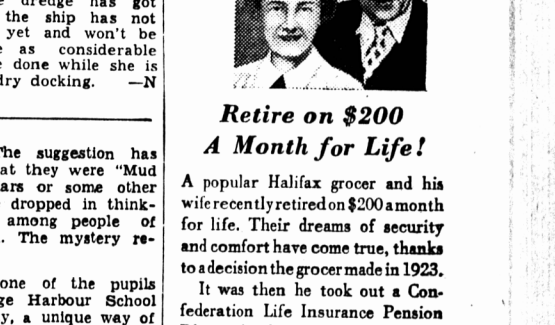 dredge has got
the ship has not
yet and won't be
as considerable
done while she is
dry docking. —N
The suggestion has
at they were "Mud
ars or some other
dropped in think-
among people of
. The mystery re-
one of the pupils
ge Harbour School
y, a unique way of
Retire on $200
A Month for Life!
A popular Halifax grocer and his
wife recently retired on $200 a month
for life. Their dreams of security
and comfort have come true, thanks
to a decision the grocer made in 1923.
It was then he took out a Con-
federation Life Insurance Pension